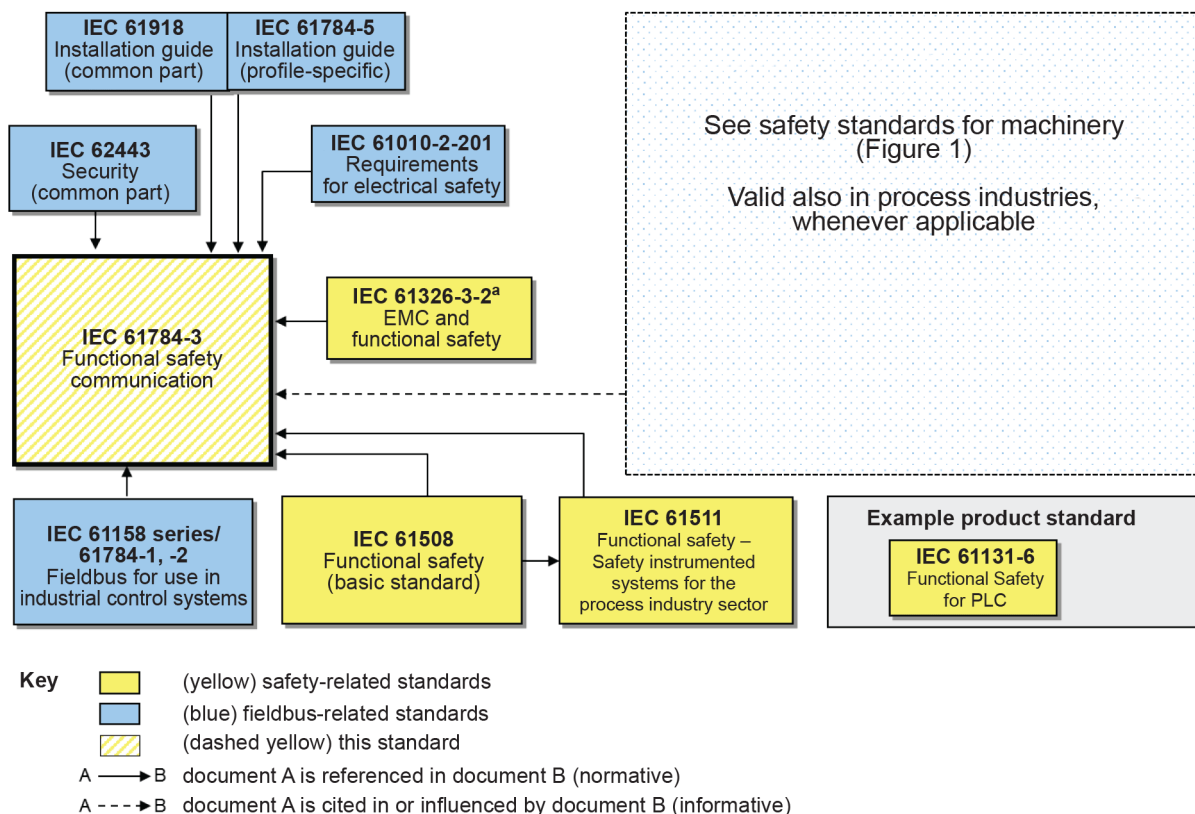 IEC 61918
Installation guide
(common part)
IEC 61784-5
Installation guide
(profile-specific)
See safety standards for machinery
(Figure 1)
Valid also in process industries,
whenever applicable
IEC 62443
Security
(common part)
IEC 61010-2-201
Requirements
for electrical safety
IEC 61784-3
Functional safety
communication
IEC 61326-3-2ª
EMC and
functional safety
IEC 61158 series/
61784-1, -2
Fieldbus for use in
industrial control systems
IEC 61508
Functional safety
(basic standard)
IEC 61511
Functional safety –
Safety instrumented
systems for the
process industry sector
Example product standard
IEC 61131-6
Functional Safety
for PLC
Key
(yellow) safety-related standards
(blue) fieldbus-related standards
(dashed yellow) this standard
A B document A is referenced in document B (normative)
A B document A is cited in or influenced by document B (informative)